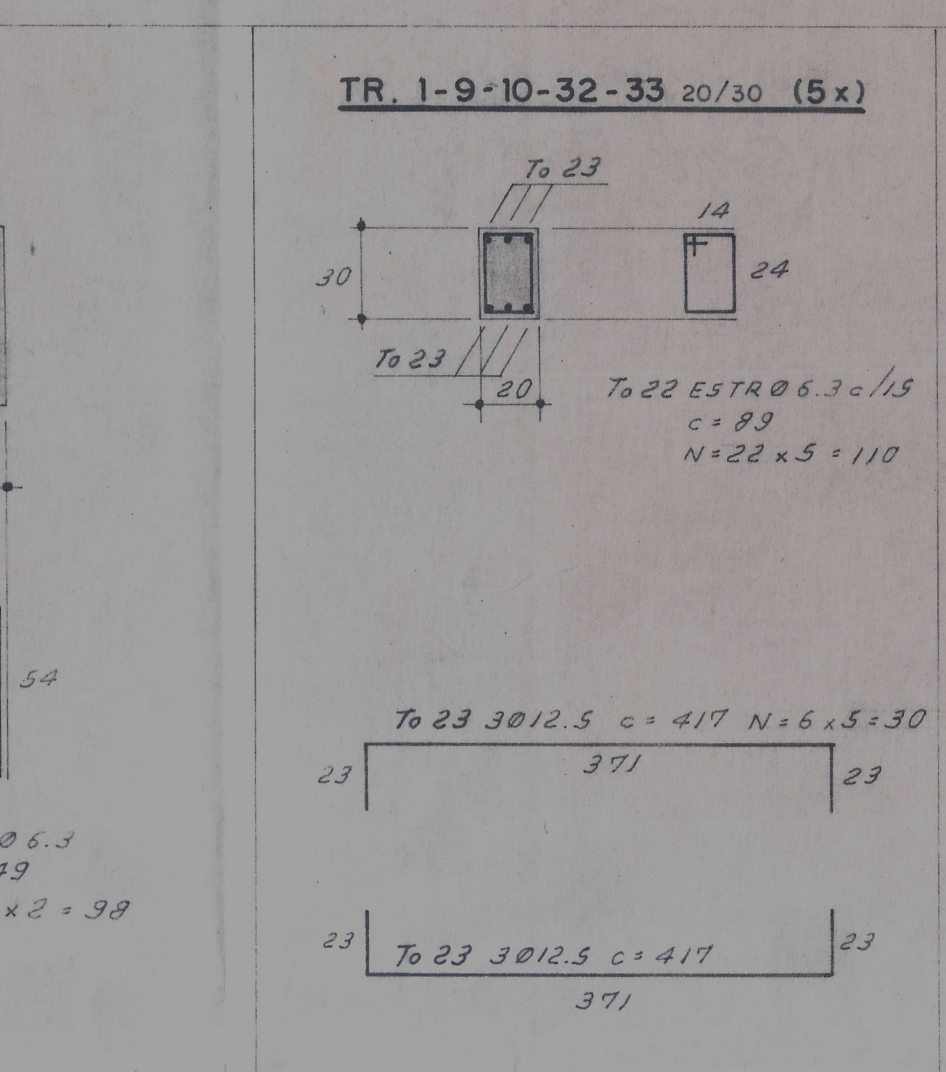 TR. 1-9-10-32-33 20/30 (5x)
To 23
14
30
24
To 23
20
To 22 ESTR Ø 6.3 c/15
c = 89
N=22 x 5 = 110
54
To 23 3Ø12.5 c = 417 N=6 x 5 = 30
23
371
23
Ø 6.3
49
x 2 = 98
23
To 23 3Ø12.5 c = 417
23
371